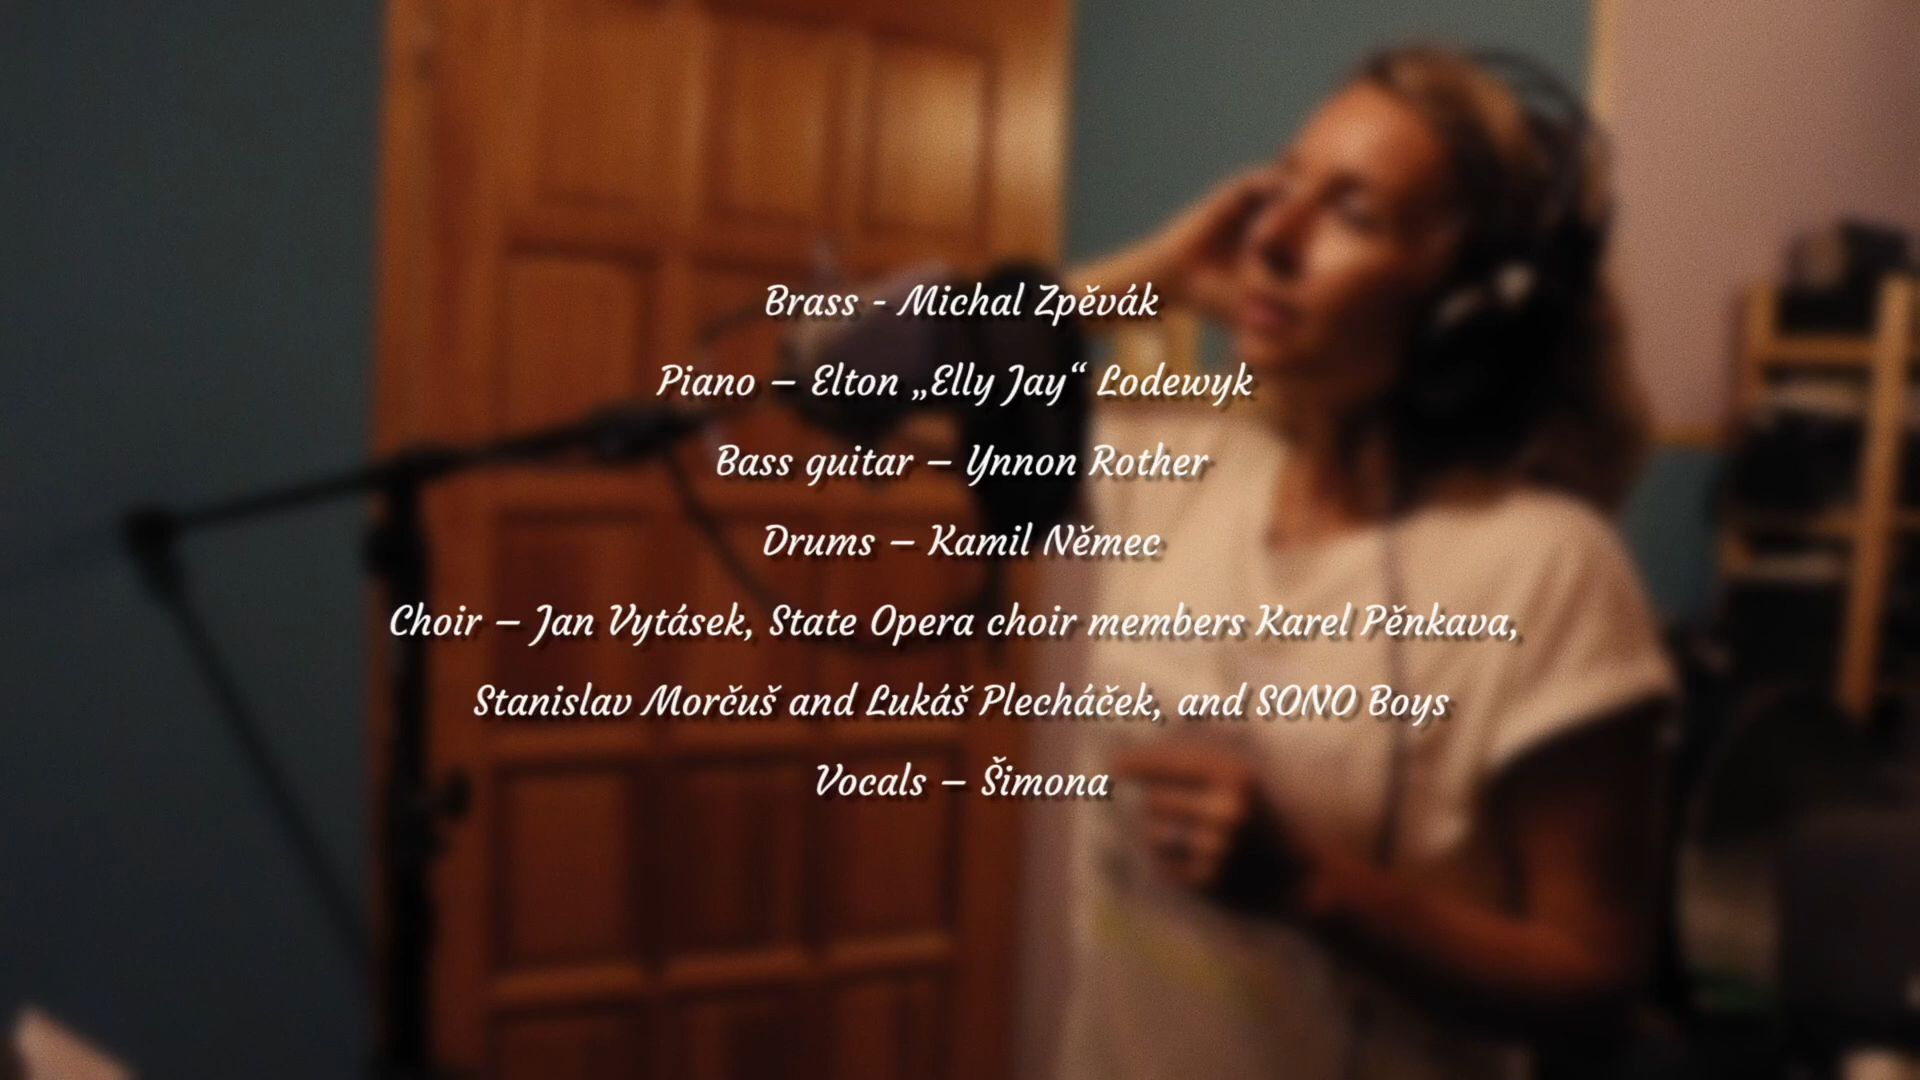 Brass - Michal Zpěvák
Piano – Elton „Elly Jay“ Lodewyk
Bass guitar – Ynnon Rother
Drums – Kamil Němec
Choir – Jan Vytásek, State Opera choir members Karel Pěnkava,
Stanislav Morčuš and Lukáš Plecháček, and SONO Boys
Vocals – Šimona